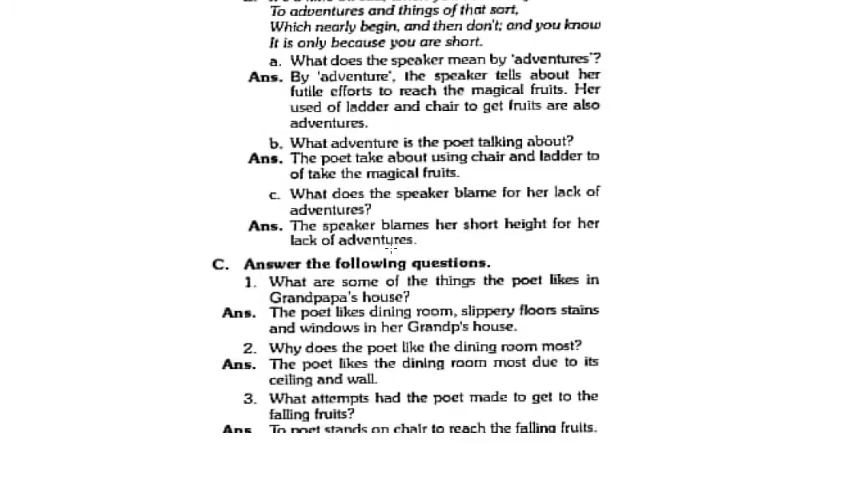 To adventures and things of that sort,
Which nearly begin, and then don't; and you know
It is only because you are short.
a. What does the speaker mean by 'adventures'?
Ans. By 'adventure', the speaker tells about her
futile efforts to reach the magical fruits. Her
used of ladder and chair to get fruits are also
adventures.
b. What adventure is the poet talking about?
Ans. The poet take about using chair and ladder to
of take the magical fruits.
c. What does the speaker blame for her lack of
adventures?
Ans. The speaker blames her short height for her
lack of adventures.
C. Answer the following questions.
1. What are some of the things the poet likes in
Grandpapa's house?
Ans. The poet likes dining room, slippery floors stains
and windows in her Grandp's house.
2. Why does the poet like the dining room most?
Ans. The poet likes the dining room most due to its
ceiling and wall.
3. What attempts had the poet made to get to the
falling fruits?
Ans. To poet stands on chair to reach the falling fruits.